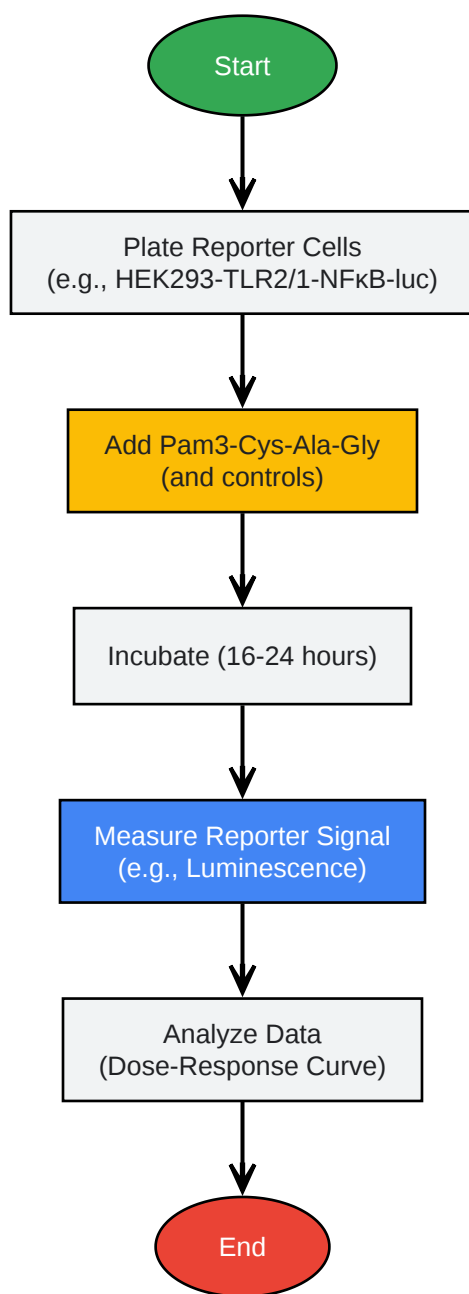 Start
Plate Reporter Cells
(e.g., HEK293-TLR2/1-NFκB-luc)
Add Pam3-Cys-Ala-Gly
(and controls)
Incubate (16-24 hours)
Measure Reporter Signal
(e.g., Luminescence)
Analyze Data
(Dose-Response Curve)
End